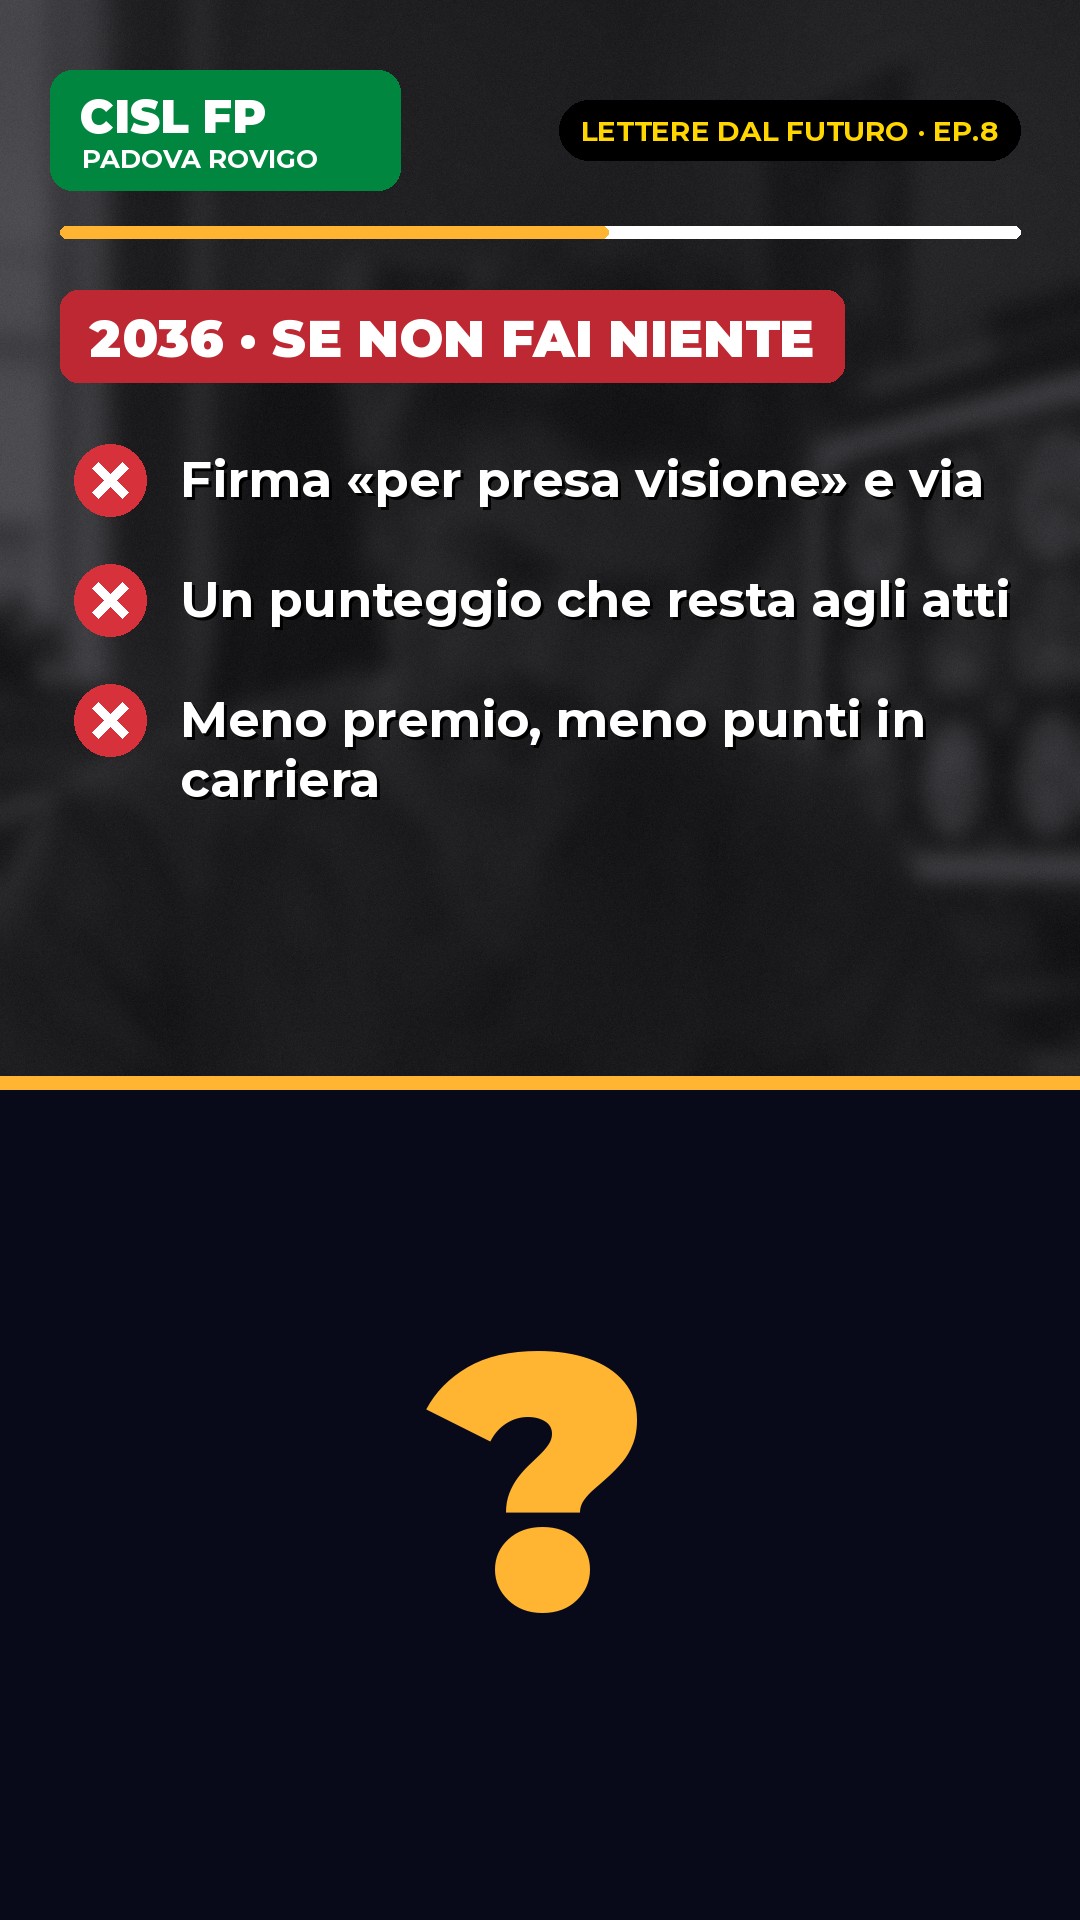 CISL FP
PADOVA ROVIGO
LETTERE DAL FUTURO · EP.8
2036 • SE NON FAI NIENTE
Firma «per presa visione» e via
Un punteggio che resta agli atti
Meno premio, meno punti in
carriera
?